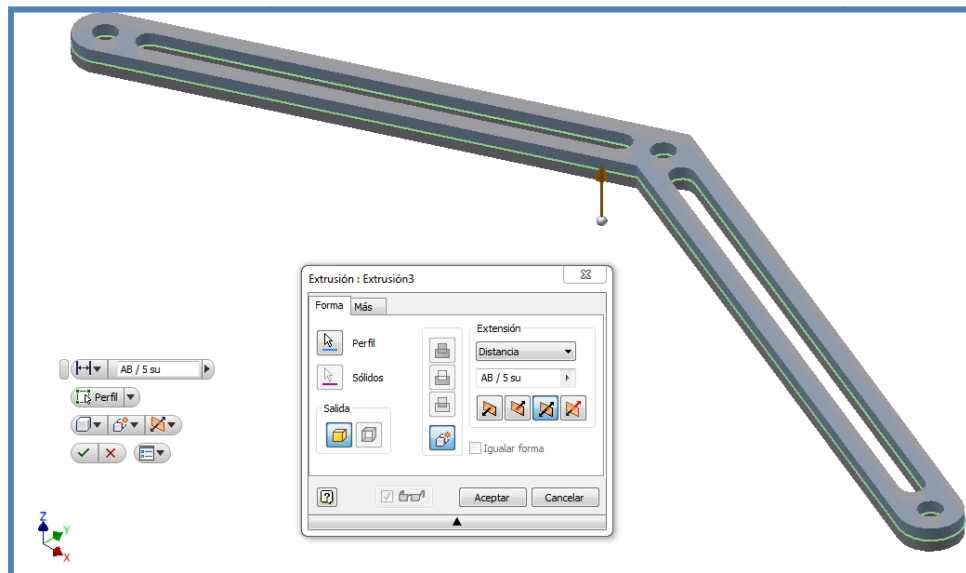 Extrusión : Extrusión3
Forma Más
Perfil
Sólidos
Salida
Extensión
Distancia
AB / 5 su
Igualar forma
Aceptar Cancelar
AB / 5 su
Perfil
Z
Y
X